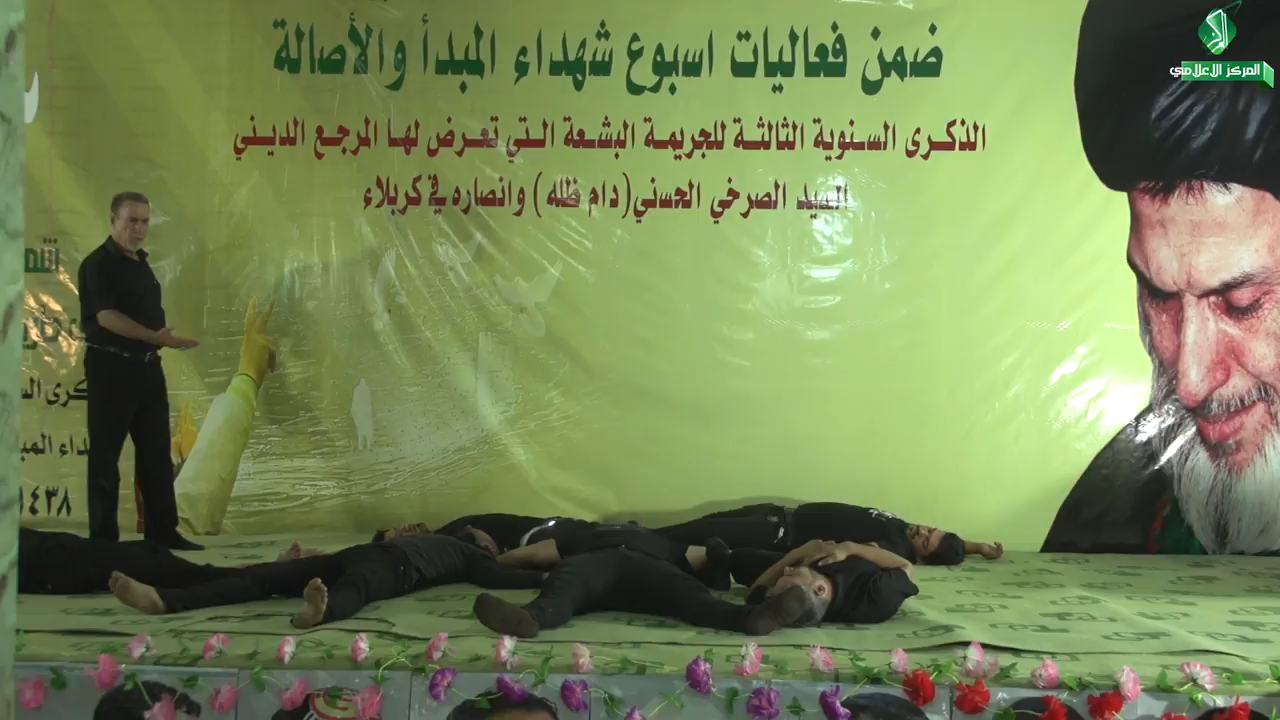 ضمن فعاليات اسبوع شهداء المبدأ والأصالة
الذكرى السنوية الثالثة للجريمة البشعة التي تعرض لها المرجع الديني
السيد الصرخي الحسني (دام ظله) وانصاره في كربلاء
المركز الاعلامي
١٤٣٨